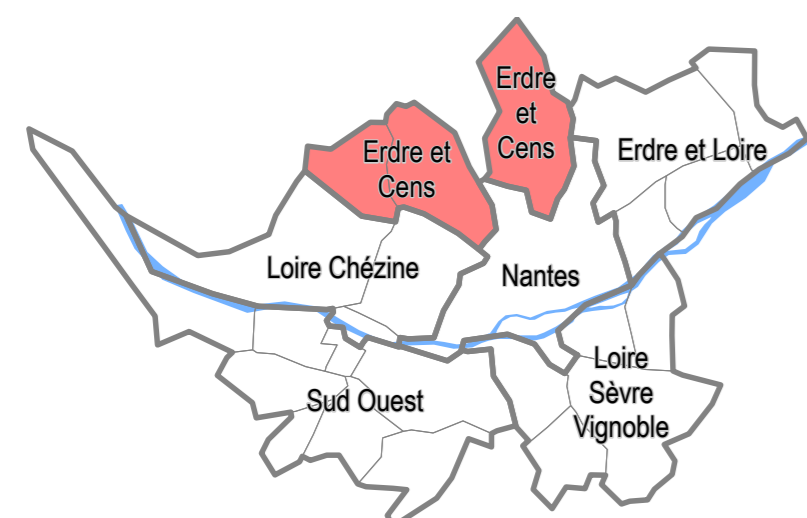 Erdre
et
Cens
Erdre et
Cens
Erdre et Loire
Loire Chézine
Nantes
Loire
Sèvre
Vignoble
Sud Ouest